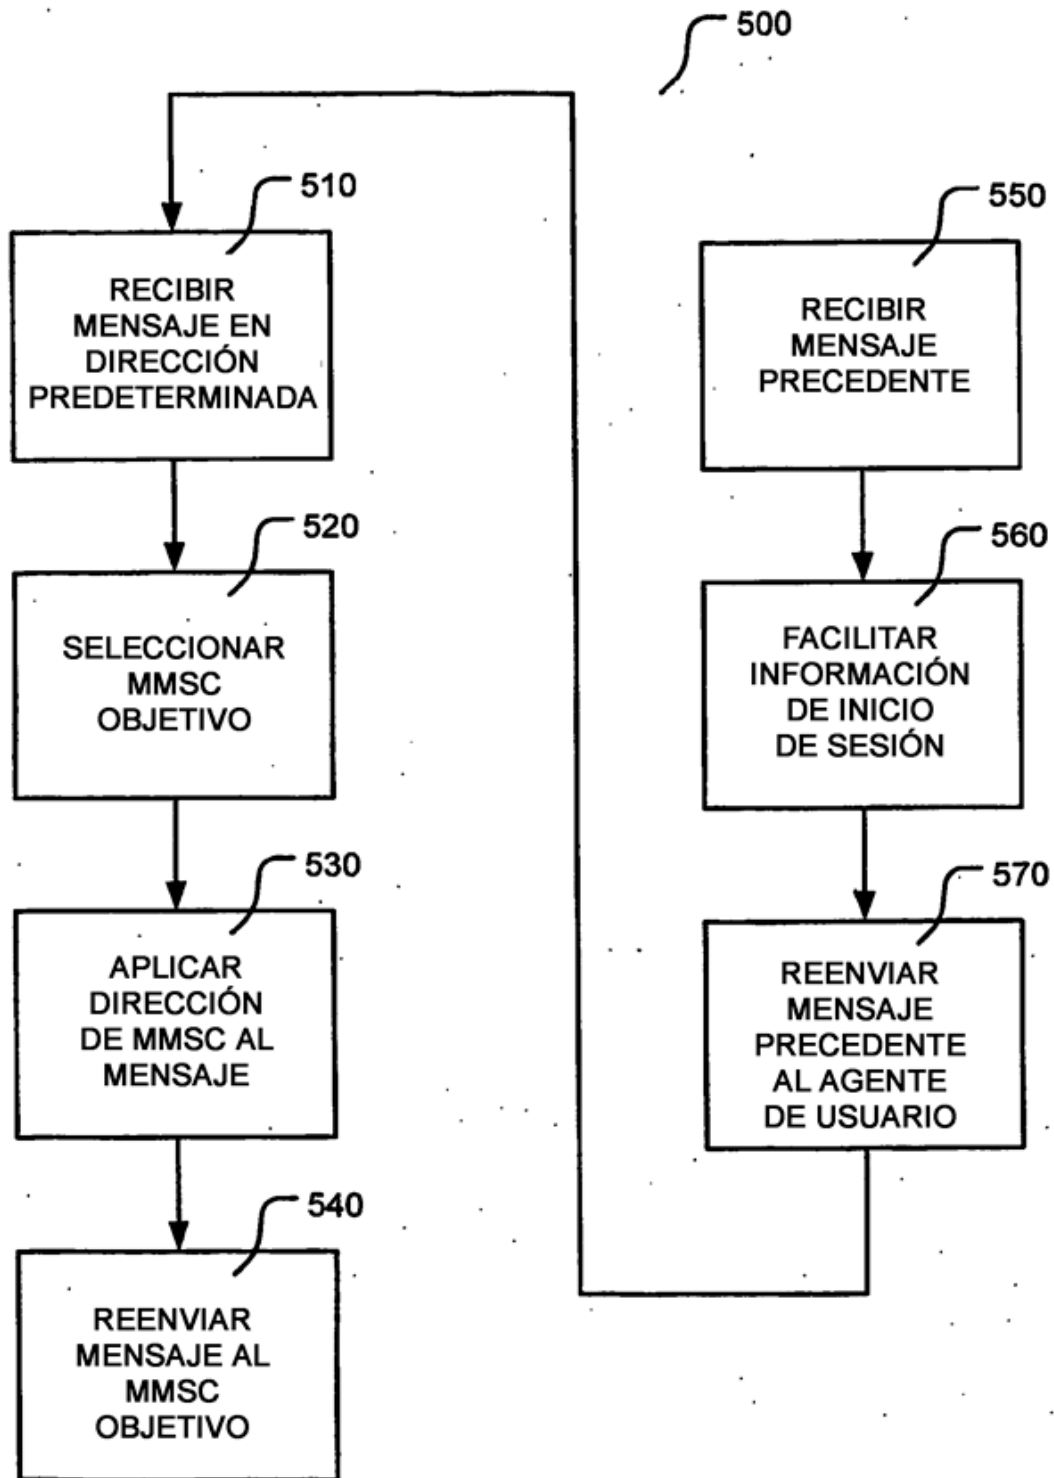 500
510
RECIBIR
MENSAJE EN
DIRECCIÓN
PREDETERMINADA
520
SELECCIONAR
MMSC
OBJETIVO
530
APLICAR
DIRECCIÓN
DE MMSC AL
MENSAJE
540
REENVIAR
MENSAJE AL
MMSC
OBJETIVO
550
RECIBIR
MENSAJE
PRECEDENTE
560
FACILITAR
INFORMACIÓN
DE INICIO
DE SESIÓN
570
REENVIAR
MENSAJE
PRECEDENTE
AL AGENTE
DE USUARIO